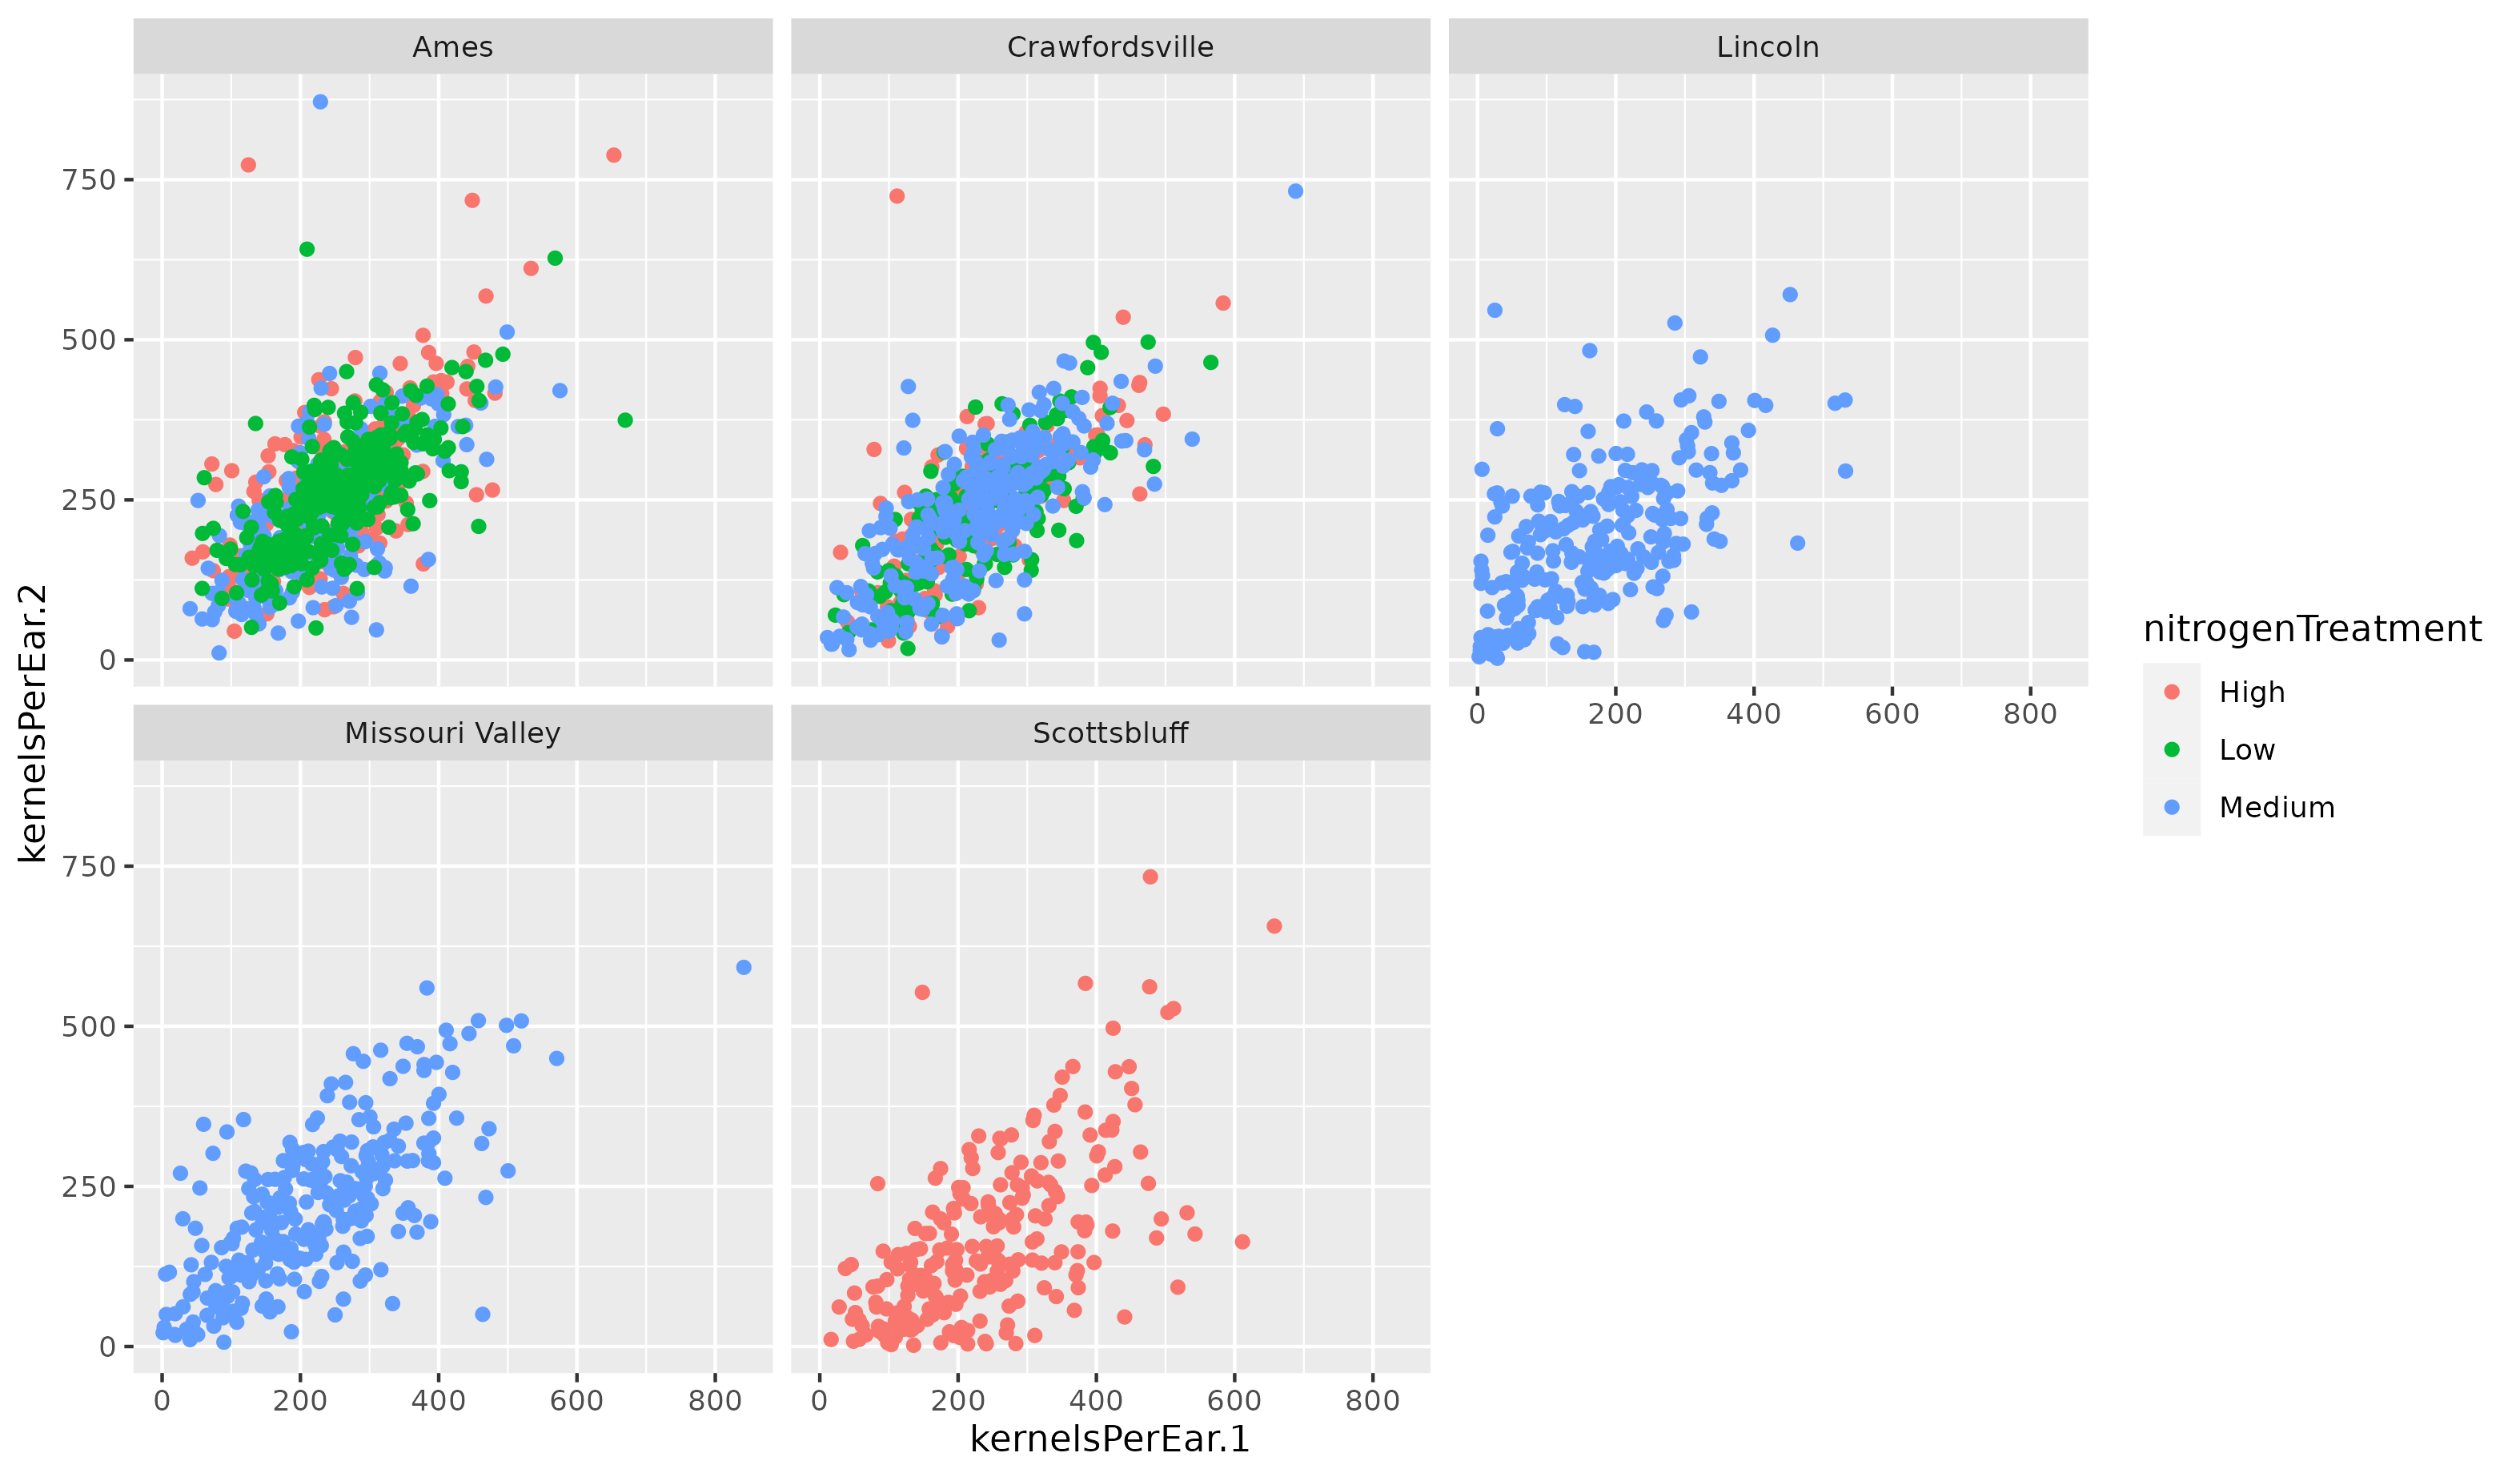 Ames
Crawfordsville
Lincoln
750
500
250
0
0 200 400 600 800
Missouri Valley
Scottsbluff
750
500
250
0
0 200 400 600 800
0 200 400 600 800
kernelsPerEar.1
kernelsPerEar.2
nitrogenTreatment
High
Low
Medium